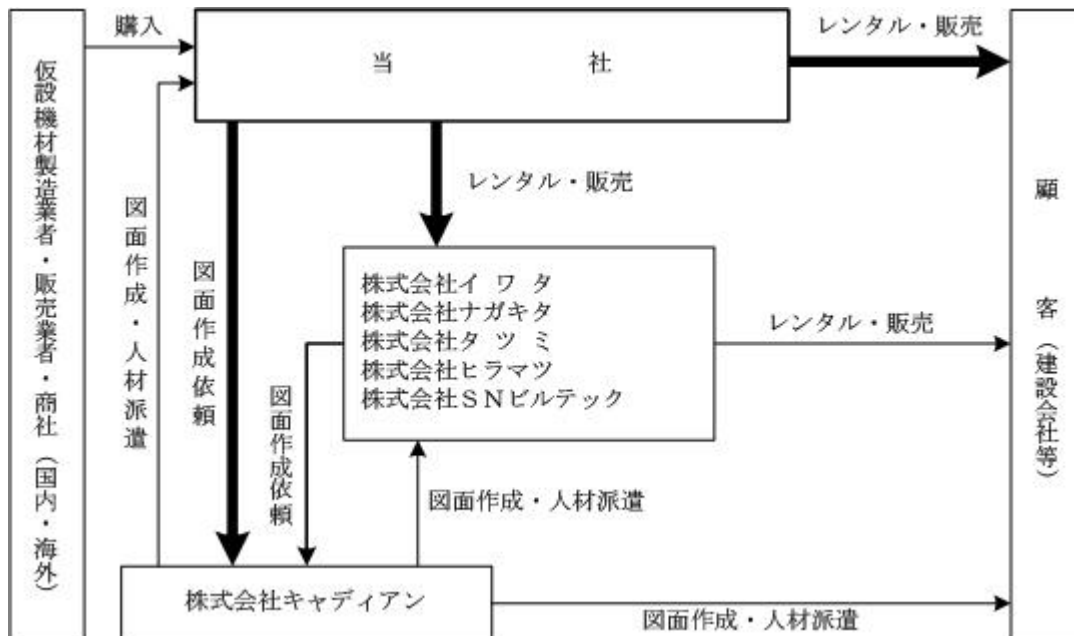 仮設機材製造業者・販売業者・商社（国内・海外）
購入
当 社
レンタル・販売
顧 客（建設会社等）
図面作成・人材派遣
図面作成依頼
レンタル・販売
株式会社イ ワ タ
株式会社ナガキタ
株式会社タ ツ ミ
株式会社ヒラマツ
株式会社ＳＮビルテック
レンタル・販売
図面作成依頼
図面作成・人材派遣
株式会社キャディアン
図面作成・人材派遣